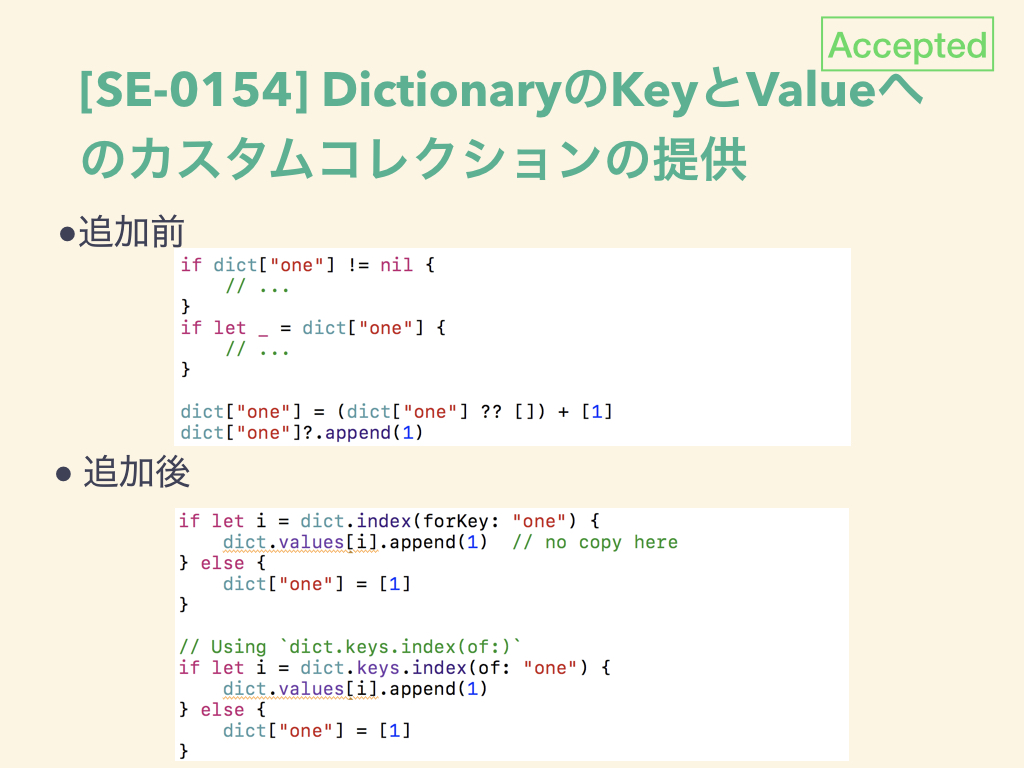 Accepted
[SE-0154] DictionaryのKeyとValueへ
のカスタムコレクションの提供
●追加前
if dict["one"] != nil {
    // ...
}
if let _ = dict["one"] {
    // ...
}
dict["one"] = (dict["one"] ?? []) + [1]
dict["one"]?.append(1)
● 追加後
if let i = dict.index(forKey: "one") {
    dict.values[i].append(1)  // no copy here
} else {
    dict["one"] = [1]
}
// Using `dict.keys.index(of:)`
if let i = dict.keys.index(of: "one") {
    dict.values[i].append(1)
} else {
    dict["one"] = [1]
}